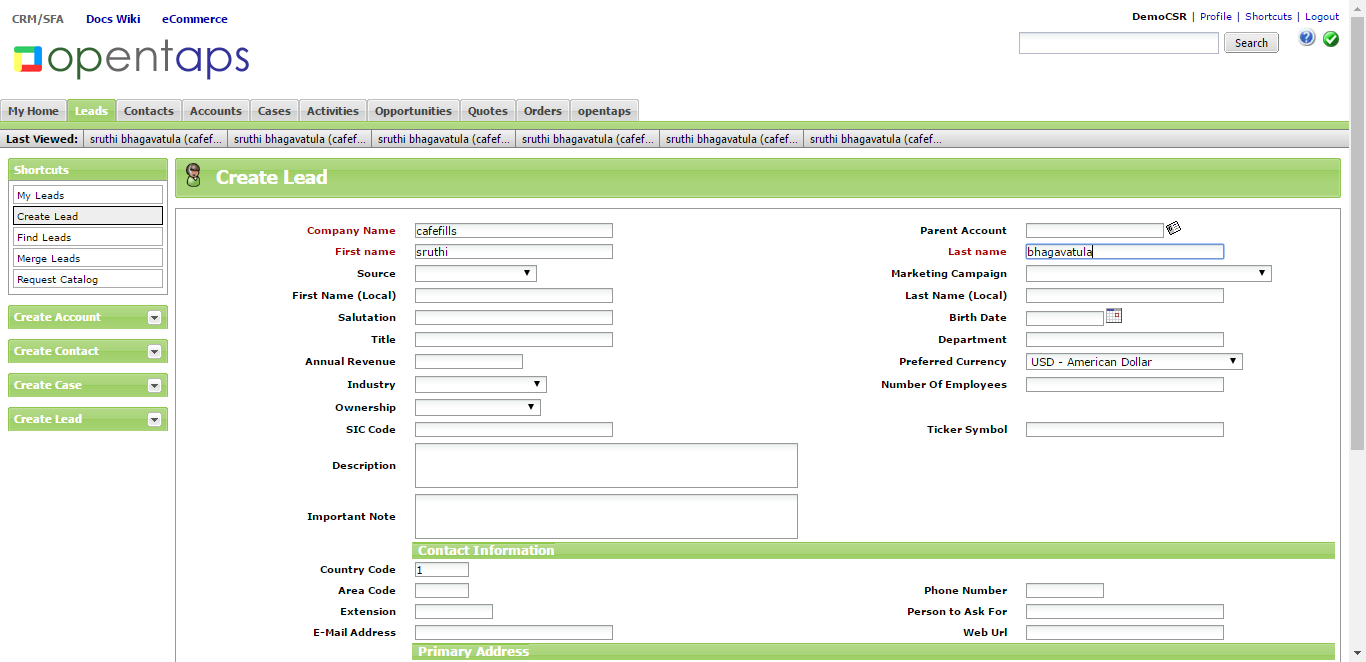 CRM/SFA Docs Wiki eCommerce
DemoCSR | Profile | Shortcuts | Logout
opentaps
Search
My Home Leads Contacts Accounts Cases Activities Opportunities Quotes Orders opentaps
Last Viewed: sruthi bhagavatula (cafef... sruthi bhagavatula (cafef... sruthi bhagavatula (cafef... sruthi bhagavatula (cafef... sruthi bhagavatula (cafef... sruthi bhagavatula (cafef...
Shortcuts
My Leads
Create Lead
Find Leads
Merge Leads
Request Catalog
Create Account
Create Contact
Create Case
Create Lead
Create Lead
Company Name cafefills Parent Account
First name sruthi Last name bhagavatula
Source Marketing Campaign
First Name (Local) Last Name (Local)
Salutation Birth Date
Title Department
Annual Revenue Preferred Currency USD - American Dollar
Industry Number Of Employees
Ownership
SIC Code Ticker Symbol
Description
Important Note
Contact Information
Country Code 1
Area Code Phone Number
Extension Person to Ask For
E-Mail Address Web Url
Primary Address